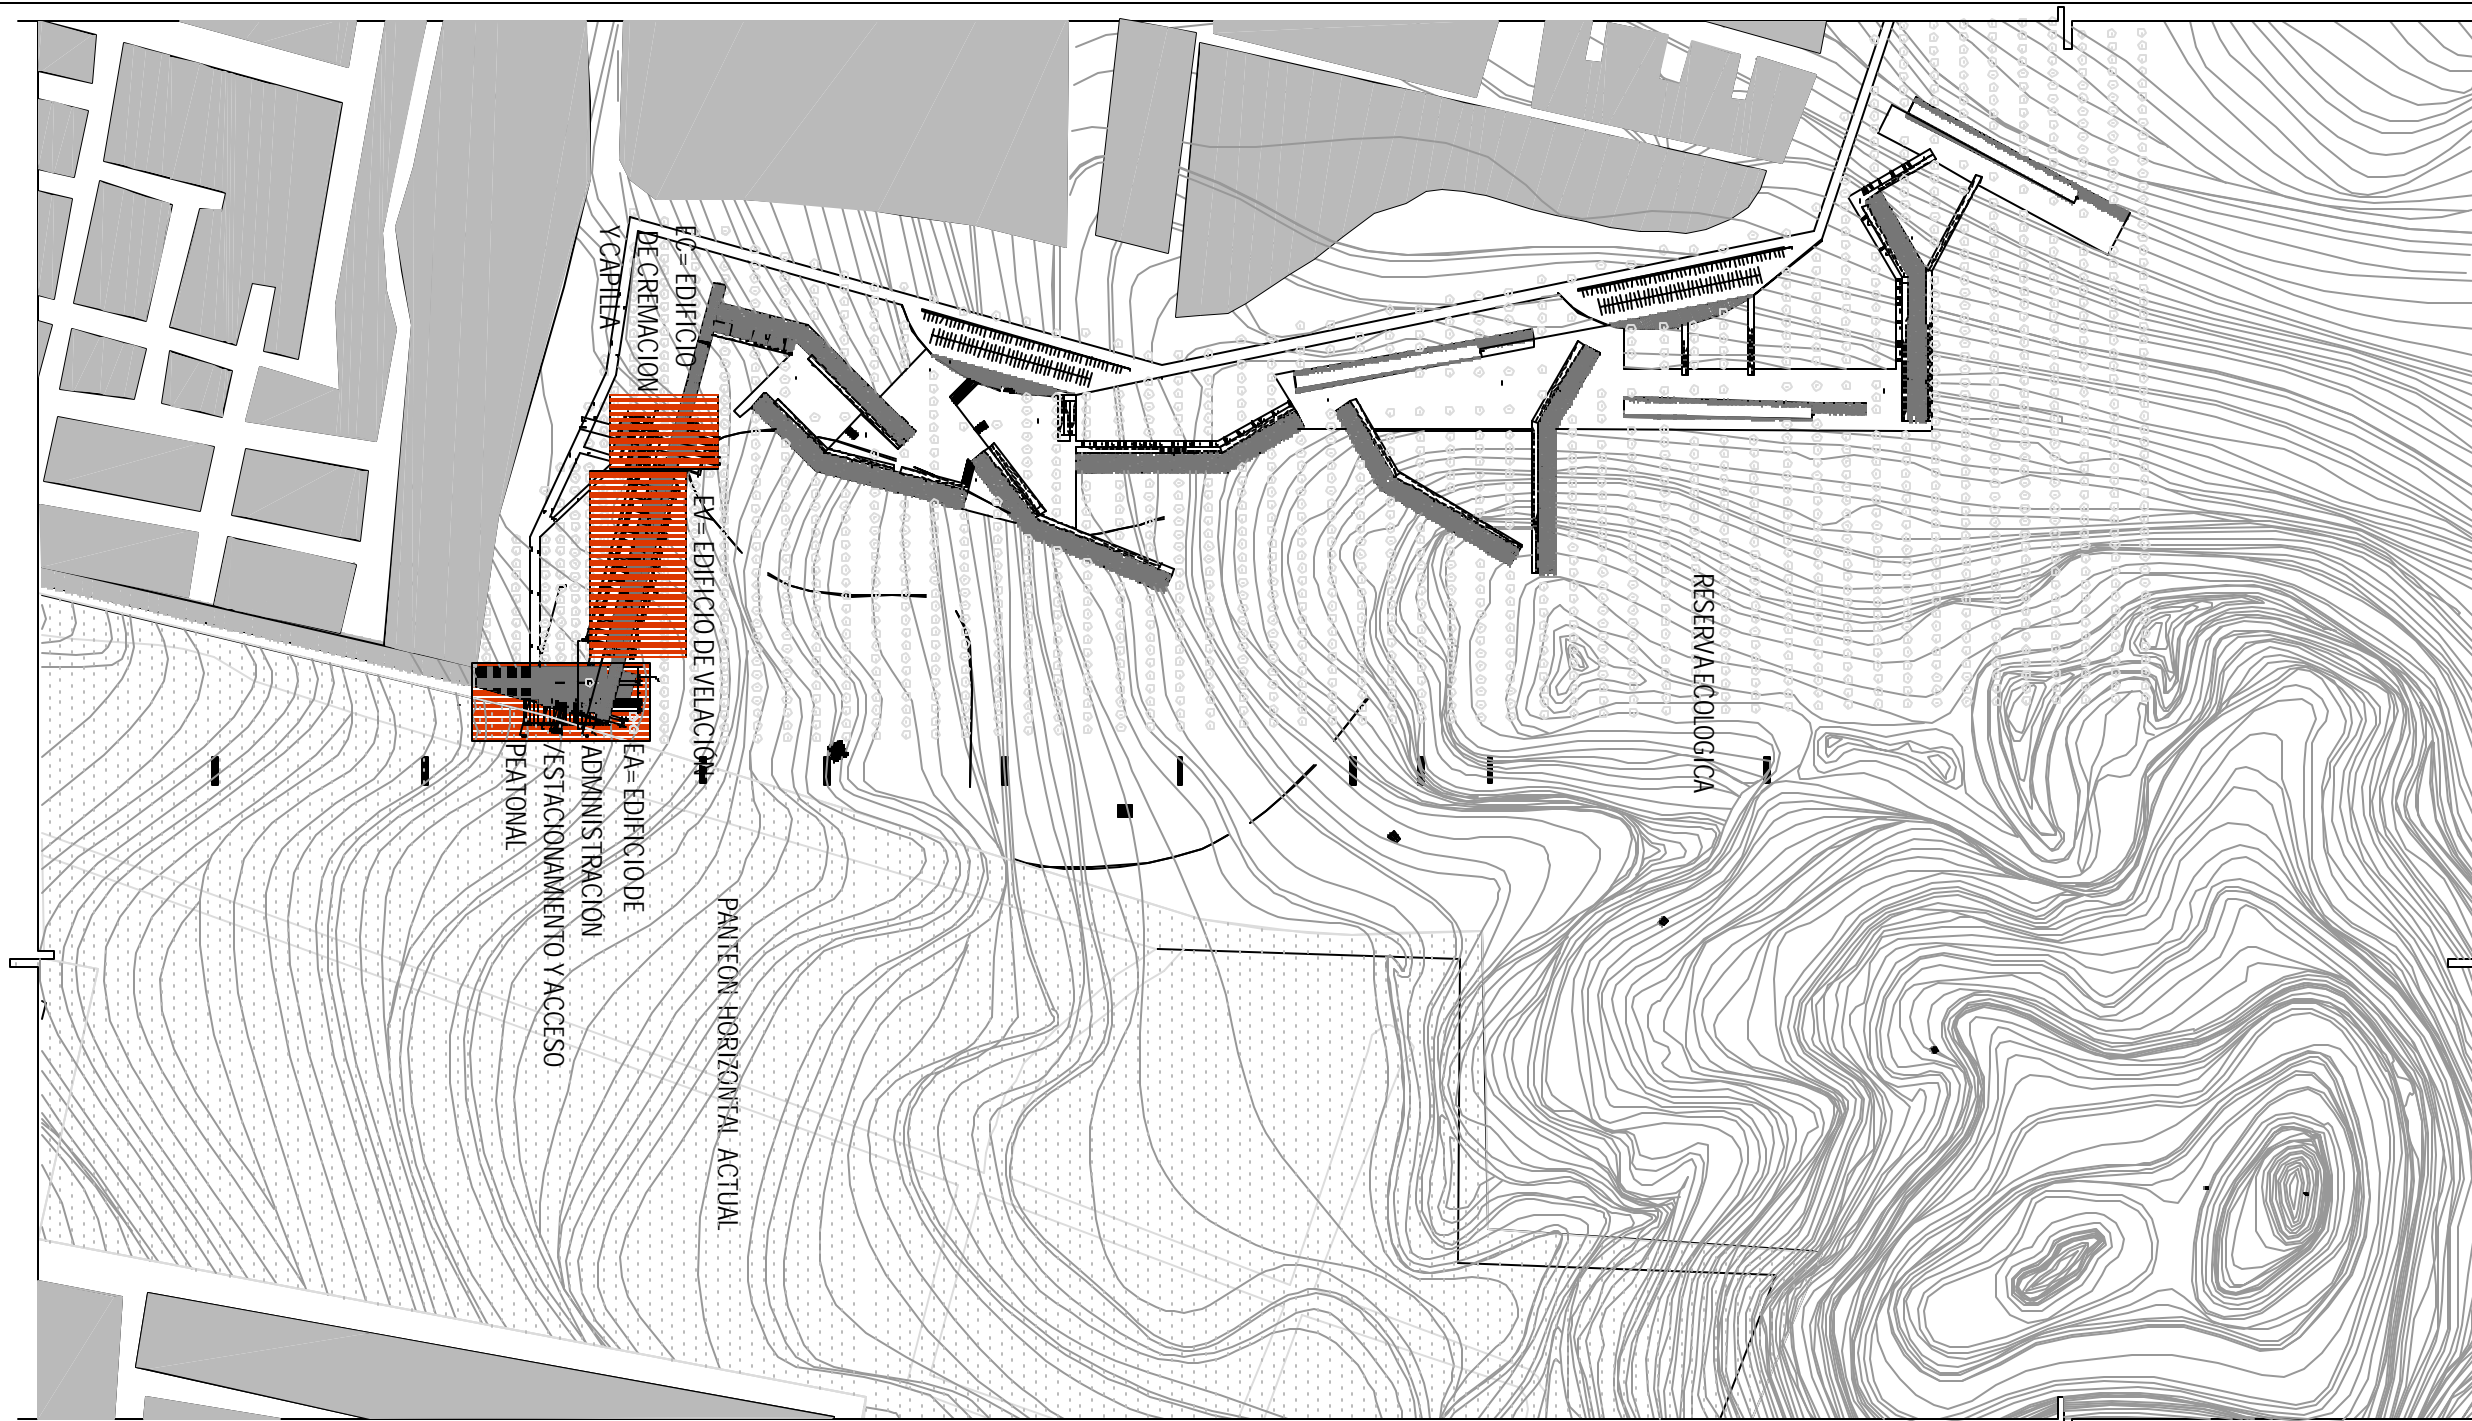 EC= EDIFICIO
DE CREMACION
Y CAPILLA
EV= EDIFICIO DE VELACIÓN
EA= EDIFICIO DE
ADMINISTRACIÓN
/ESTACIONAMIENTO Y ACCESO
PEATONAL
PANTEON HORIZONTAL ACTUAL
RESERVA ECOLOGICA